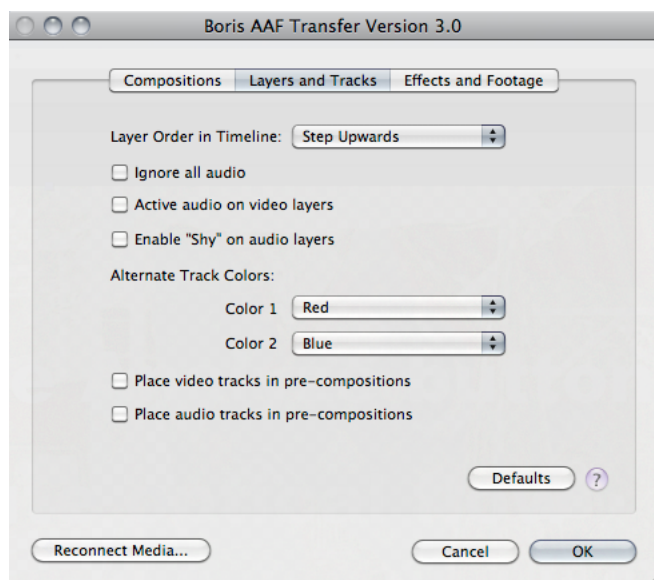 Boris AAF Transfer Version 3.0
Compositions Layers and Tracks Effects and Footage
Layer Order in Timeline: Step Upwards
Ignore all audio
Active audio on video layers
Enable "Shy" on audio layers
Alternate Track Colors:
Color 1 Red
Color 2 Blue
Place video tracks in pre-compositions
Place audio tracks in pre-compositions
Defaults ?
Reconnect Media... Cancel OK